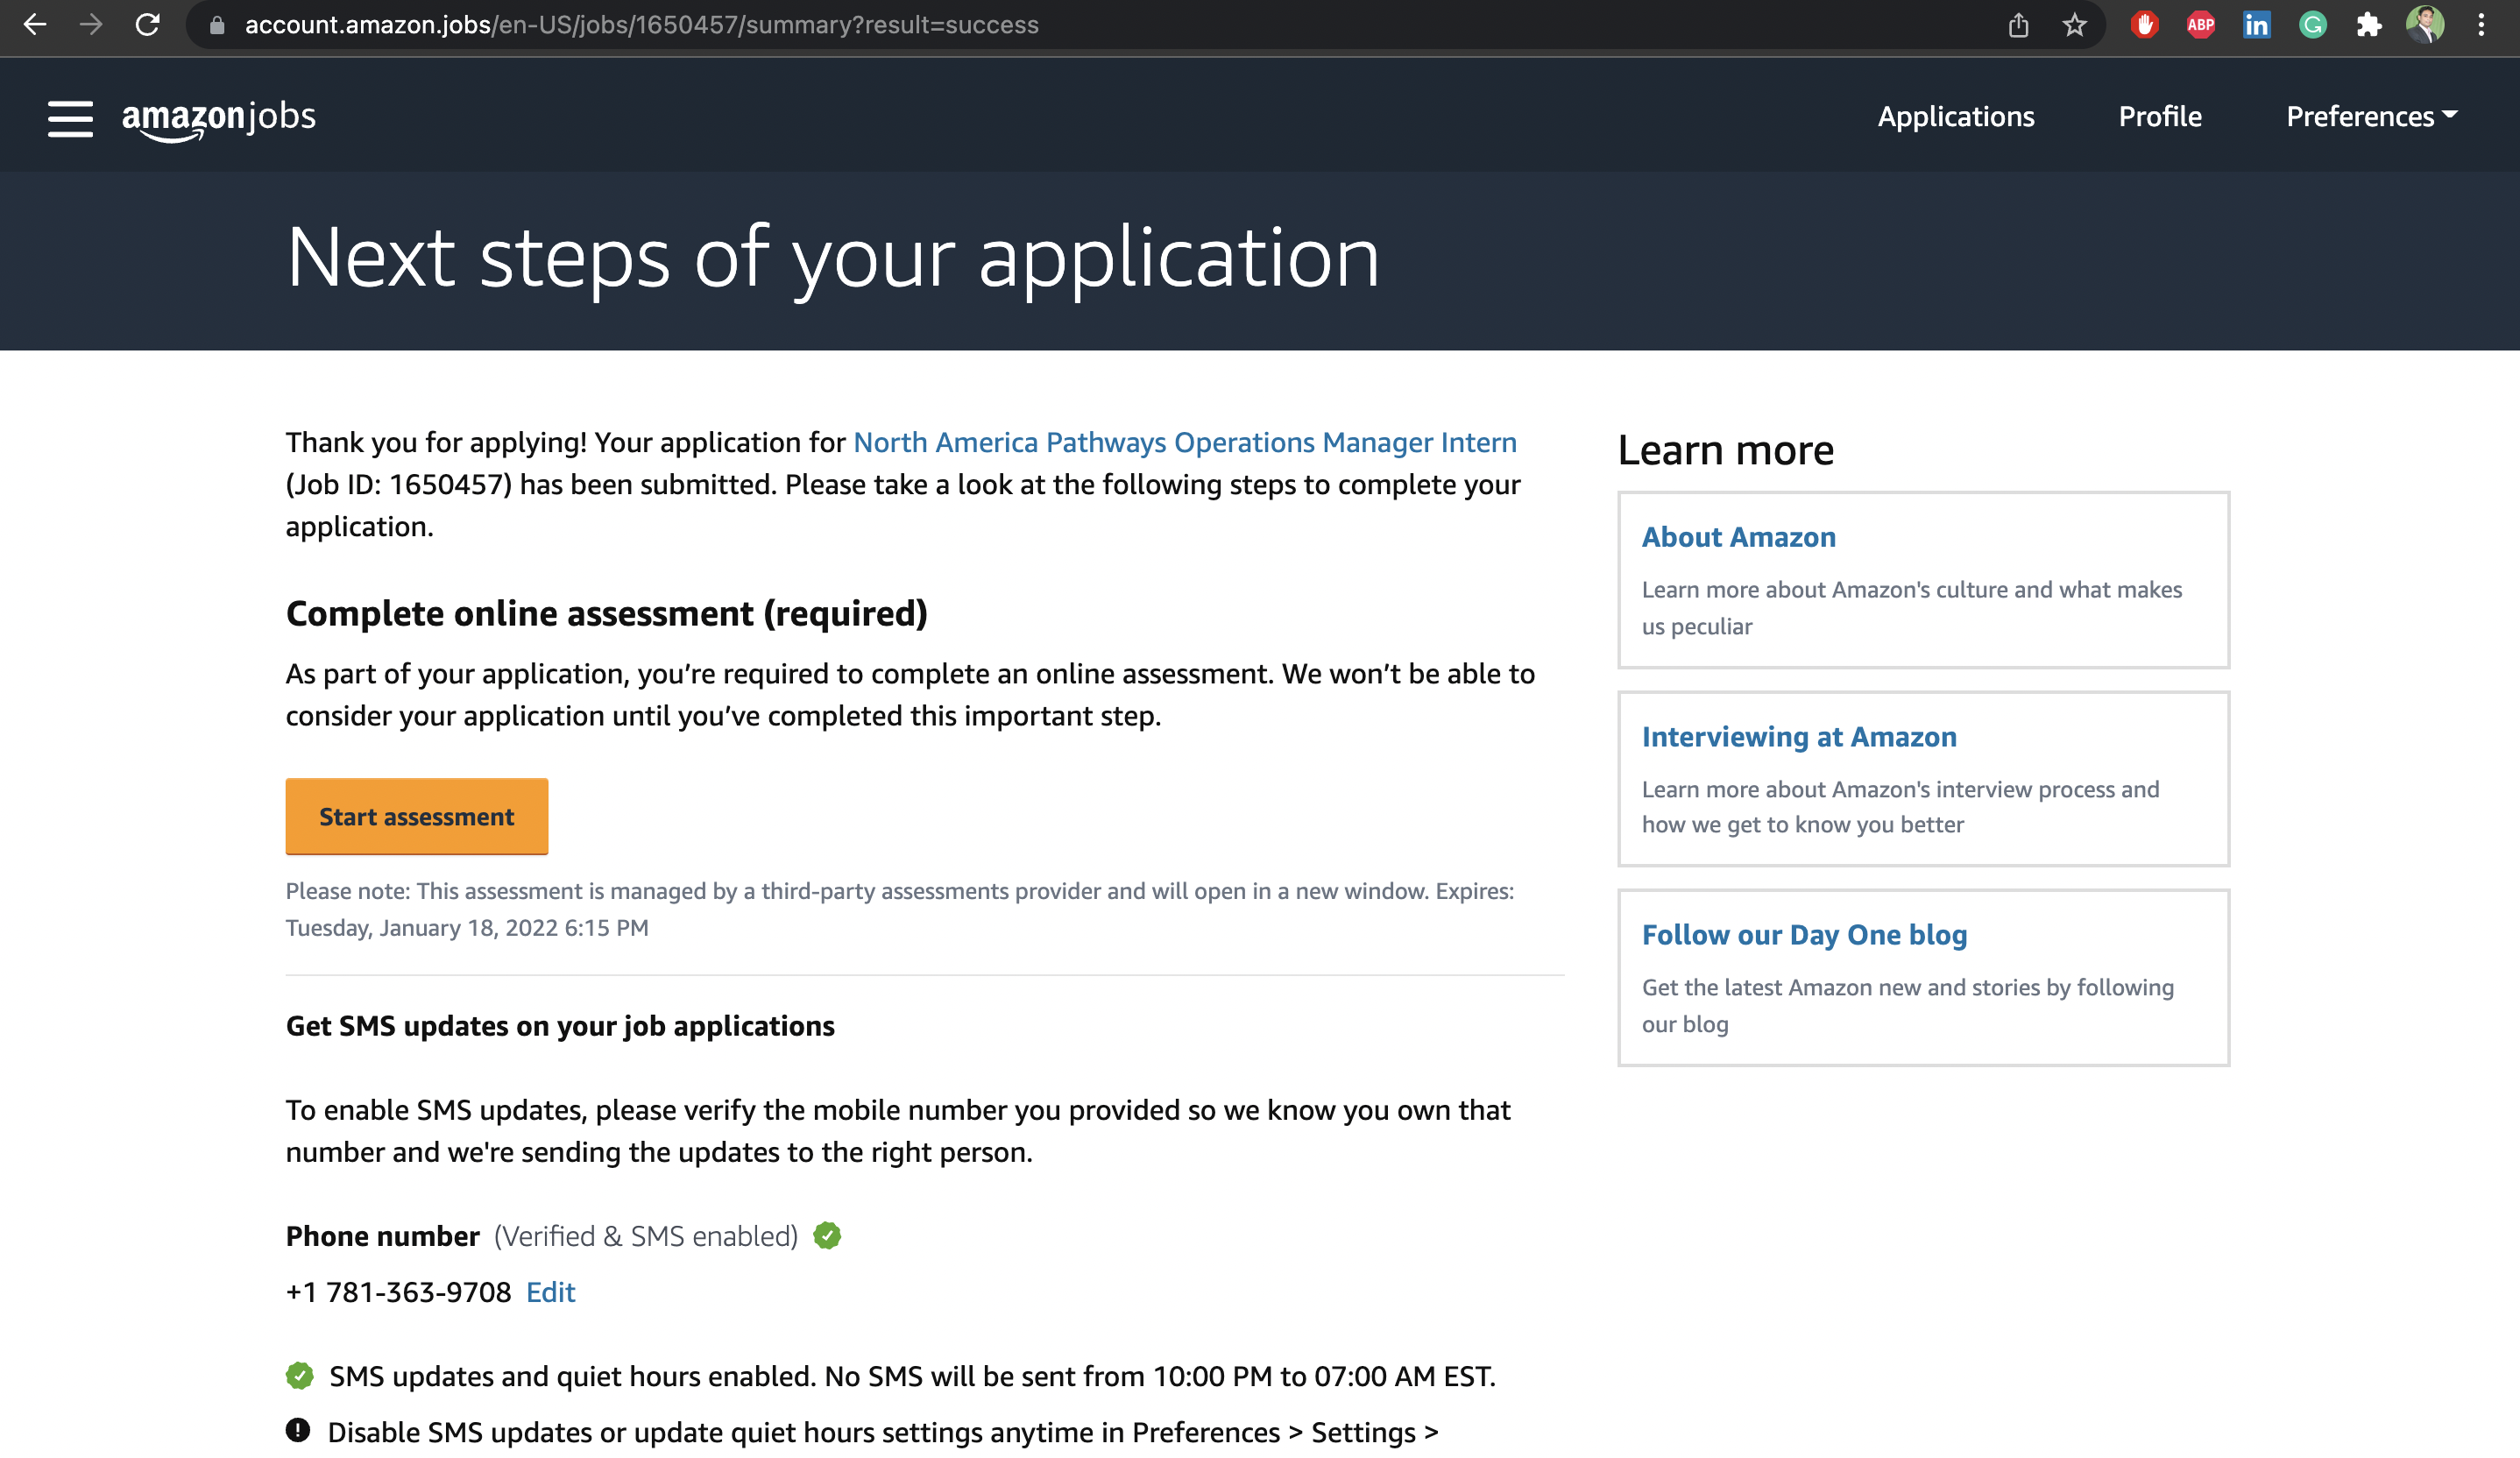 account.amazon.jobs/en-US/jobs/1650457/summary?result=success
ABP
in
G
amazonjobs
Applications
Profile
Preferences
Next steps of your application
Thank you for applying! Your application for North America Pathways Operations Manager Intern
(Job ID: 1650457) has been submitted. Please take a look at the following steps to complete your
application.
Complete online assessment (required)
As part of your application, you’re required to complete an online assessment. We won’t be able to
consider your application until you’ve completed this important step.
Start assessment
Please note: This assessment is managed by a third-party assessments provider and will open in a new window. Expires:
Tuesday, January 18, 2022 6:15 PM
Get SMS updates on your job applications
To enable SMS updates, please verify the mobile number you provided so we know you own that
number and we're sending the updates to the right person.
Phone number (Verified & SMS enabled)
+1 781-363-9708 Edit
SMS updates and quiet hours enabled. No SMS will be sent from 10:00 PM to 07:00 AM EST.
Disable SMS updates or update quiet hours settings anytime in Preferences > Settings >
Learn more
About Amazon
Learn more about Amazon's culture and what makes
us peculiar
Interviewing at Amazon
Learn more about Amazon's interview process and
how we get to know you better
Follow our Day One blog
Get the latest Amazon new and stories by following
our blog